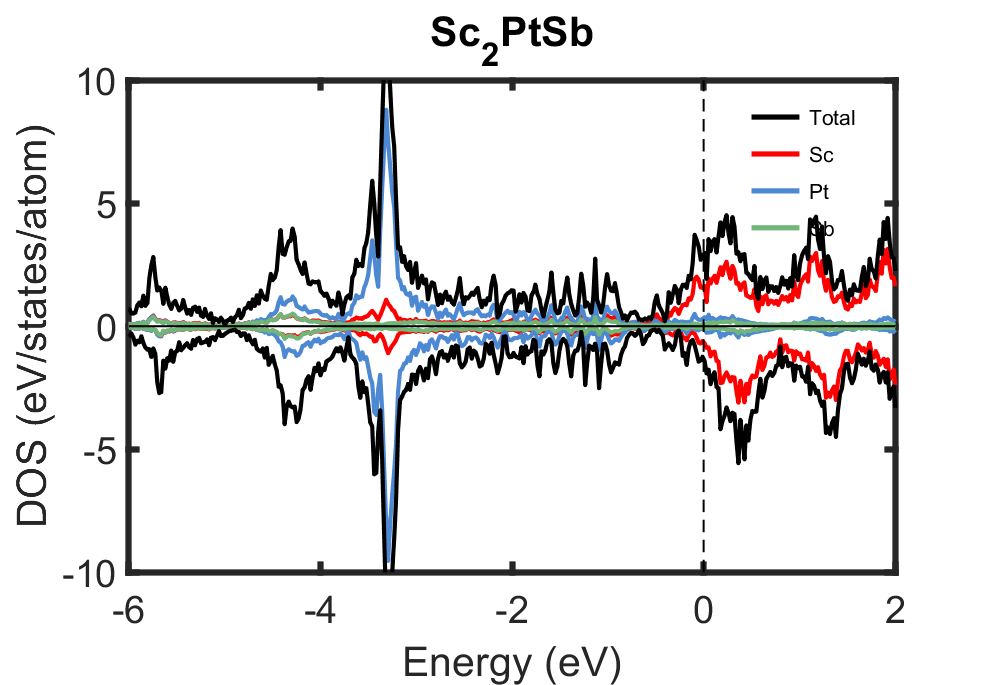 Sc2PtSb
DOS (eV/states/atom)
10
5
0
-5
-10
Total
Sc
Pt
Sb
-6
-4
-2
0
2
Energy (eV)